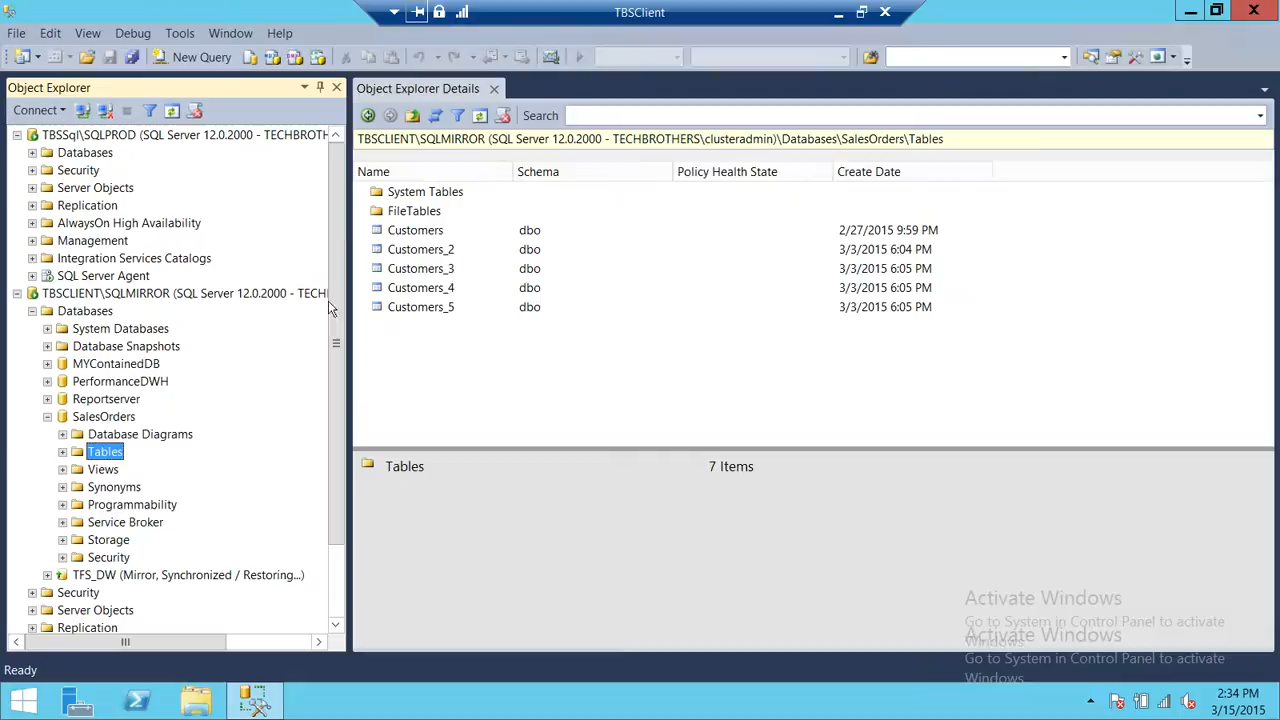 TBSClient
File Edit View Debug Tools Window Help
New Query
Object Explorer
Connect
TBSSql\SQLPROD (SQL Server 12.0.2000 - TECHBROTH
Databases
Security
Server Objects
Replication
AlwaysOn High Availability
Management
Integration Services Catalogs
SQL Server Agent
TBSCLIENT\SQLMIRROR (SQL Server 12.0.2000 - TECH
Databases
System Databases
Database Snapshots
MYContainedDB
PerformanceDWH
Reportserver
SalesOrders
Database Diagrams
Tables
Views
Synonyms
Programmability
Service Broker
Storage
Security
TFS_DW (Mirror, Synchronized / Restoring...)
Security
Server Objects
Replication
Object Explorer Details
Search
TBSCLIENT\SQLMIRROR (SQL Server 12.0.2000 - TECHBROTHERS\clusteradmin)\Databases\SalesOrders\Tables
Name Schema Policy Health State Create Date
System Tables
FileTables
Customers dbo 2/27/2015 9:59 PM
Customers_2 dbo 3/3/2015 6:04 PM
Customers_3 dbo 3/3/2015 6:05 PM
Customers_4 dbo 3/3/2015 6:05 PM
Customers_5 dbo 3/3/2015 6:05 PM
Tables 7 Items
Activate Windows
Go to System in Control Panel to activate
Windows.
Activate Windows
Go to System in Control Panel to activate
Windows.
Ready
2:34 PM
3/15/2015